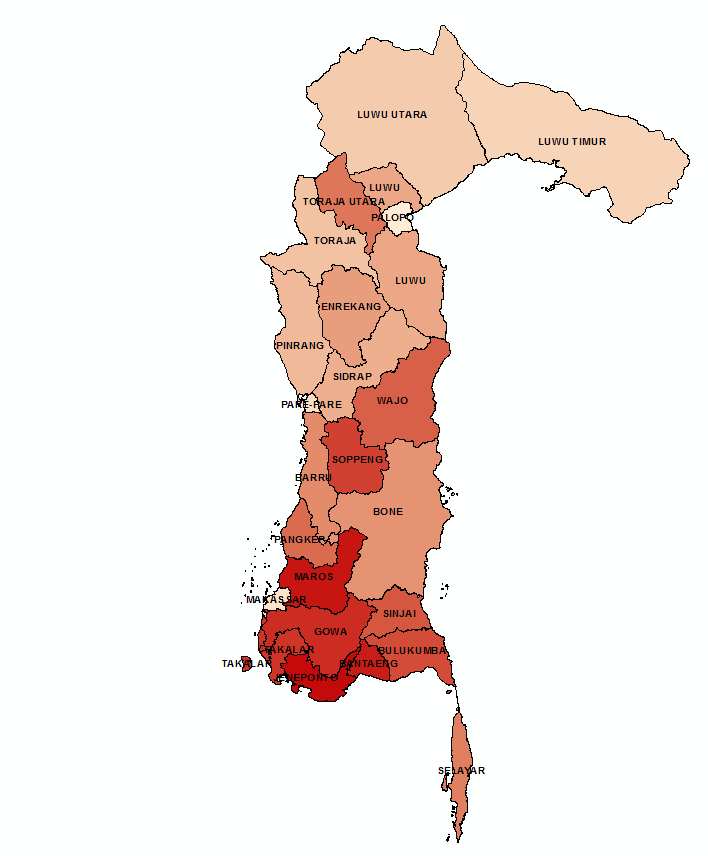 LUWU UTARA
LUWU TIMUR
LUWU
TORAJA UTARA
PALOPO
TORAJA
LUWU
ENREKANG
PINRANG
SIDRAP
PARE-PARE
WAJO
SOPPENG
BARRU
BONE
PANGKEP
MAROS
MAKASSAR
SINJAI
GOWA
TAKALAR
BULUKUMBA
TAKALAR
BANTAENG
JENEPONTO
SELAYAR